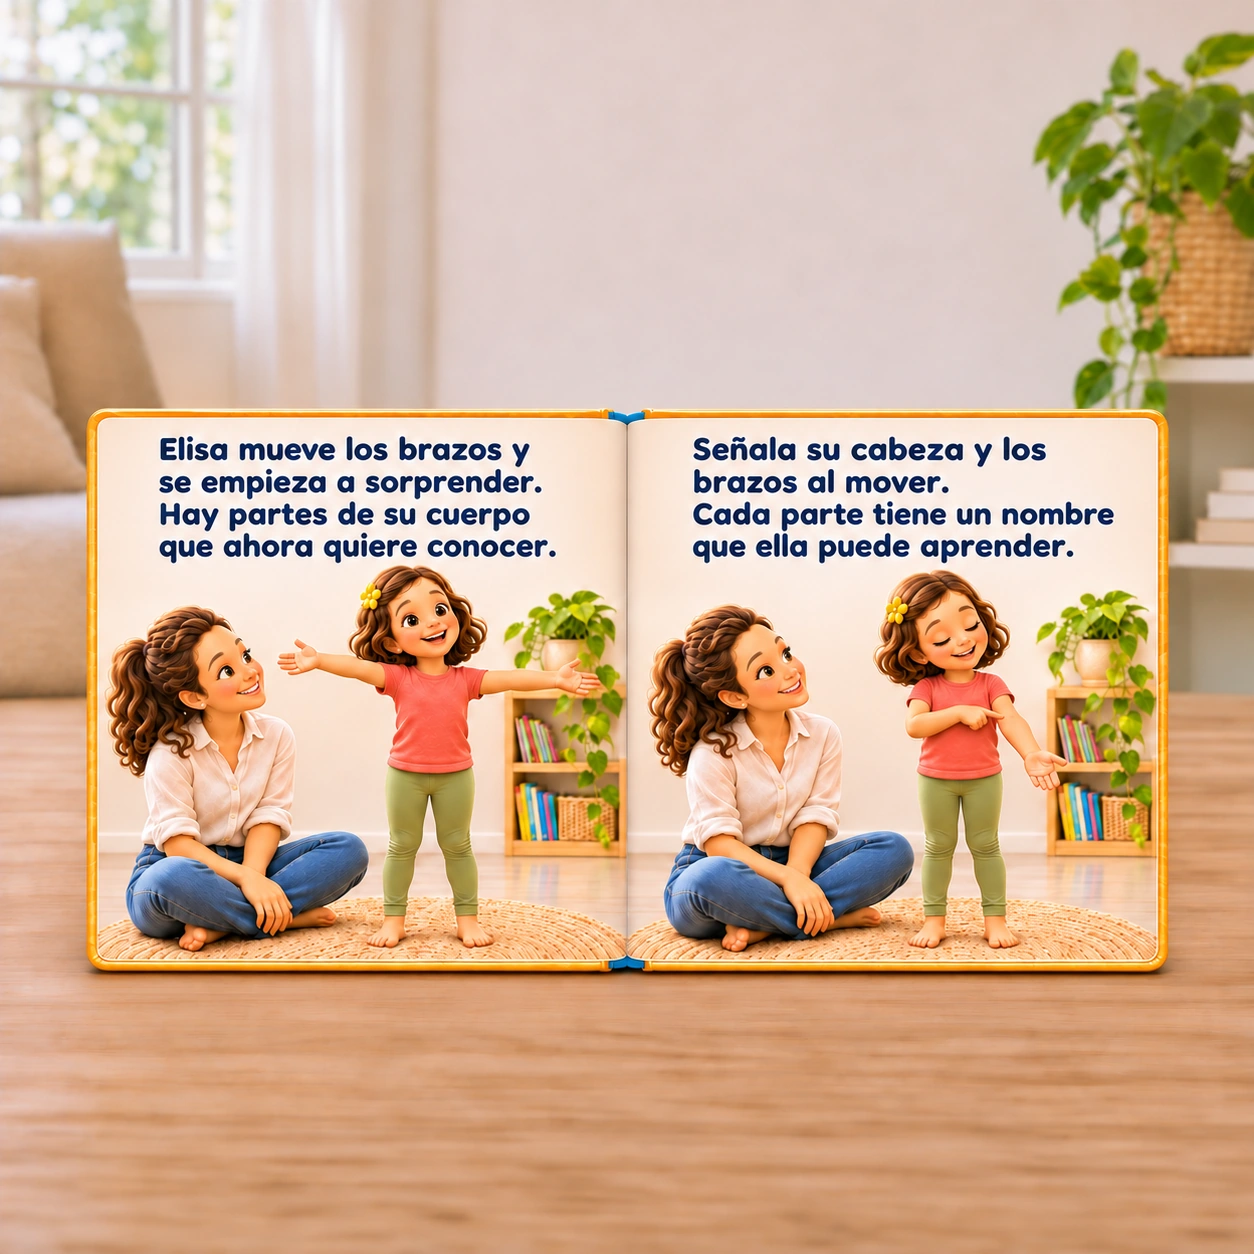 Elisa mueve los brazos y
se empieza a sorprender.
Hay partes de su cuerpo
que ahora quiere conocer.
Señala su cabeza y los
brazos al mover.
Cada parte tiene un nombre
que ella puede aprender.